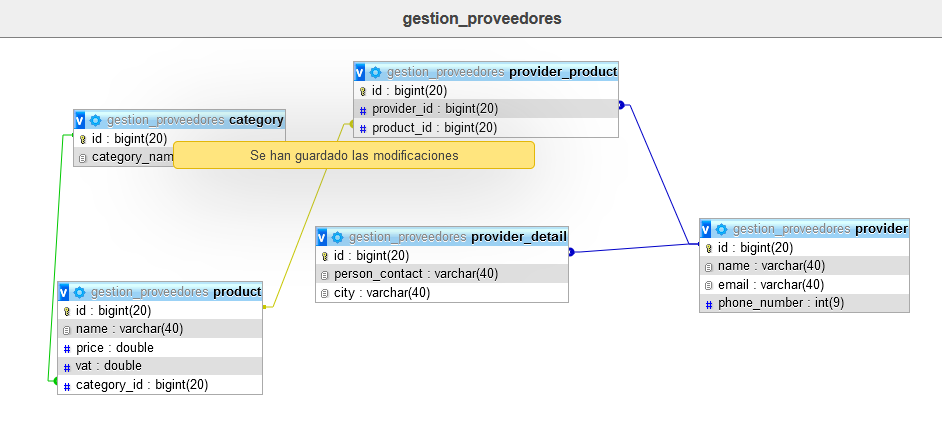 gestion_proveedores
v gestion_proveedores provider_product
id : bigint(20)
# provider_id : bigint(20)
# product_id : bigint(20)
v gestion_proveedores category
id : bigint(20)
category_nam
Se han guardado las modificaciones
v gestion_proveedores provider_detail
id : bigint(20)
person_contact : varchar(40)
city : varchar(40)
v gestion_proveedores provider
id : bigint(20)
name : varchar(40)
email : varchar(40)
# phone_number : int(9)
v gestion_proveedores product
id : bigint(20)
name : varchar(40)
# price : double
# vat : double
# category_id : bigint(20)